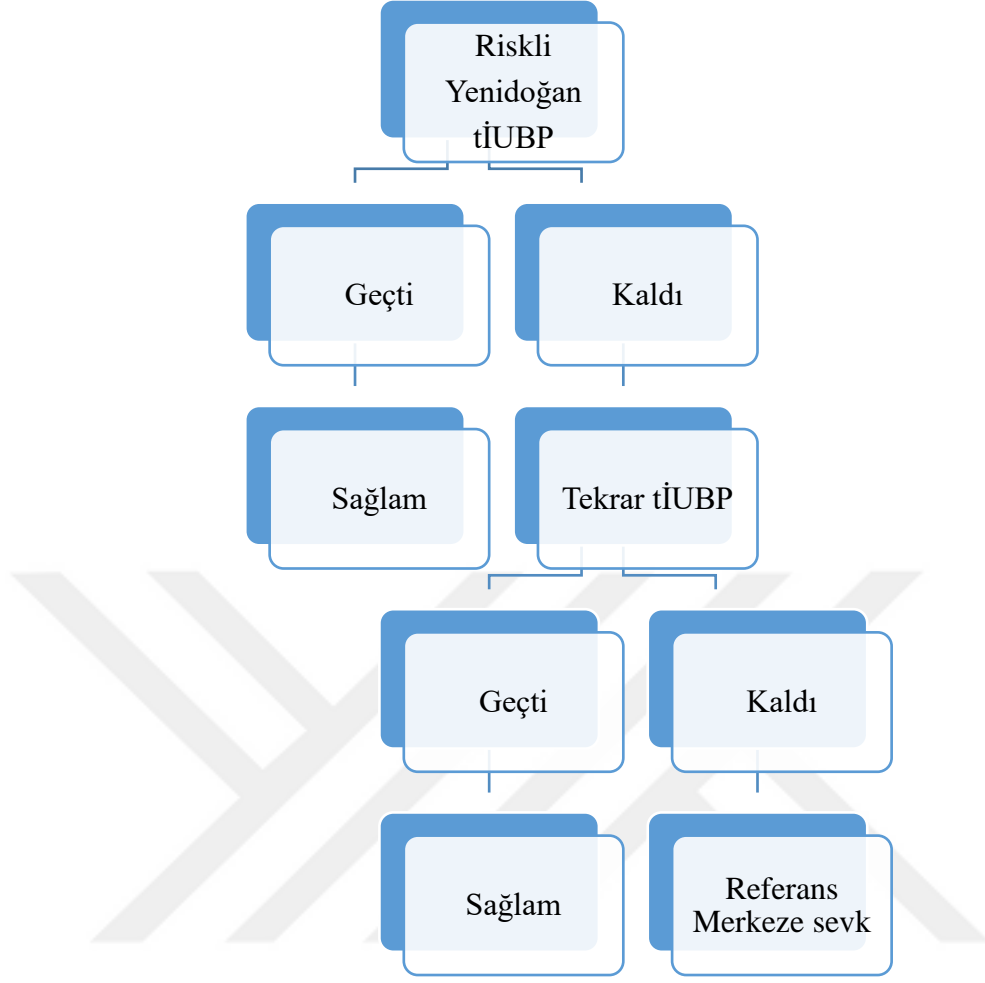 Riskli
Yenidoğan
tİUBP
Geçti
Kaldı
Sağlam
Tekrar tİUBP
Geçti
Kaldı
Sağlam
Referans
Merkeze sevk